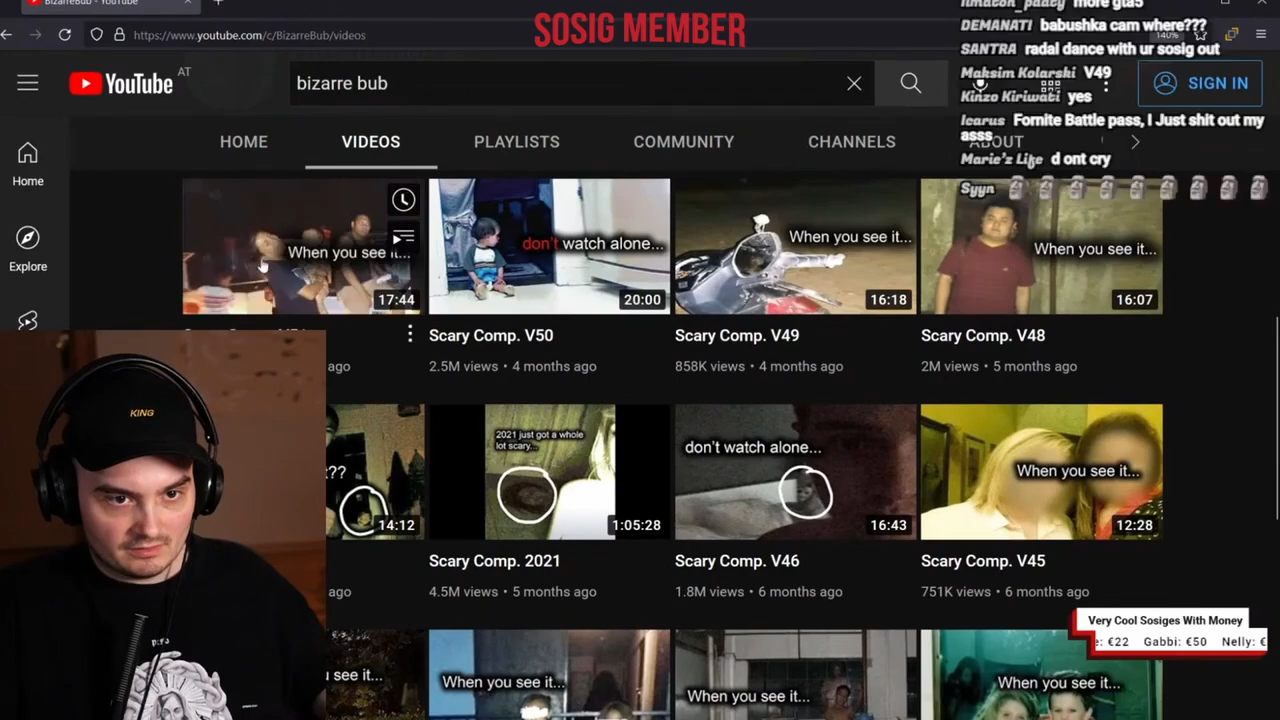 BizarreBub - YouTube
SOSIG MEMBER
https://www.youtube.com/c/BizarreBub/videos
140%
more gta5
DEMANATI babushka cam where???
SANTRA radal dance with ur sosig out
Maksim Kolarski V49
Kinzo Kiriwati yes
Icarus Fornite Battle pass, I Just shit out my
asss
Marie'z Life d ont cry
Syyn
YouTube AT
bizarre bub
SIGN IN
HOME
VIDEOS
PLAYLISTS
COMMUNITY
CHANNELS
ABOUT
Home
Explore
When you see it...
17:44
don't watch alone...
20:00
When you see it...
16:18
When you see it...
16:07
ago
Scary Comp. V50
2.5M views • 4 months ago
Scary Comp. V49
858K views • 4 months ago
Scary Comp. V48
2M views • 5 months ago
??
14:12
2021 just got a whole
lot scary...
1:05:28
don't watch alone...
16:43
When you see it...
12:28
ago
Scary Comp. 2021
4.5M views • 5 months ago
Scary Comp. V46
1.8M views • 6 months ago
Scary Comp. V45
751K views • 6 months ago
KING
see it...
When you see it...
When you see it...
When you see it...
Very Cool Sosiges With Money
e: €22 Gabbi: €50 Nelly: €